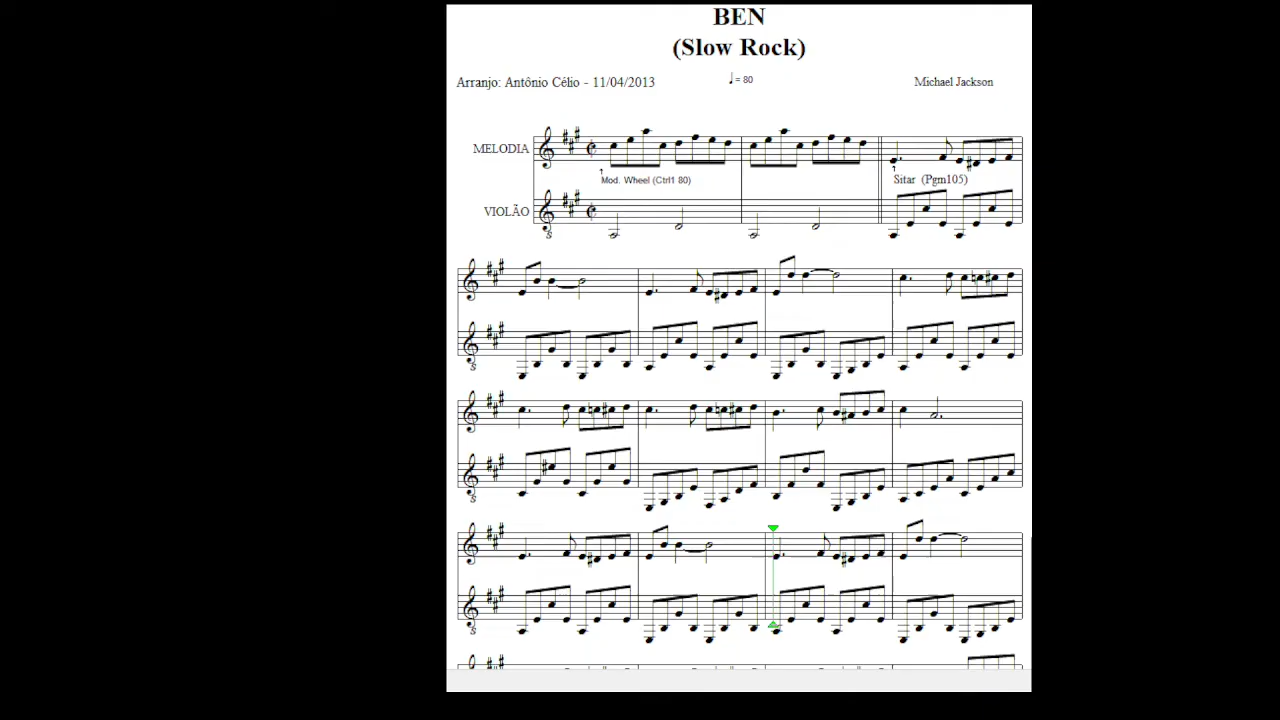 BEN
(Slow Rock)
Arranjo: Antônio Célio - 11/04/2013
♩ = 80
Michael Jackson
MELODIA
Mod. Wheel (Ctrl1 80)
Sitar (Pgm105)
VIOLÃO